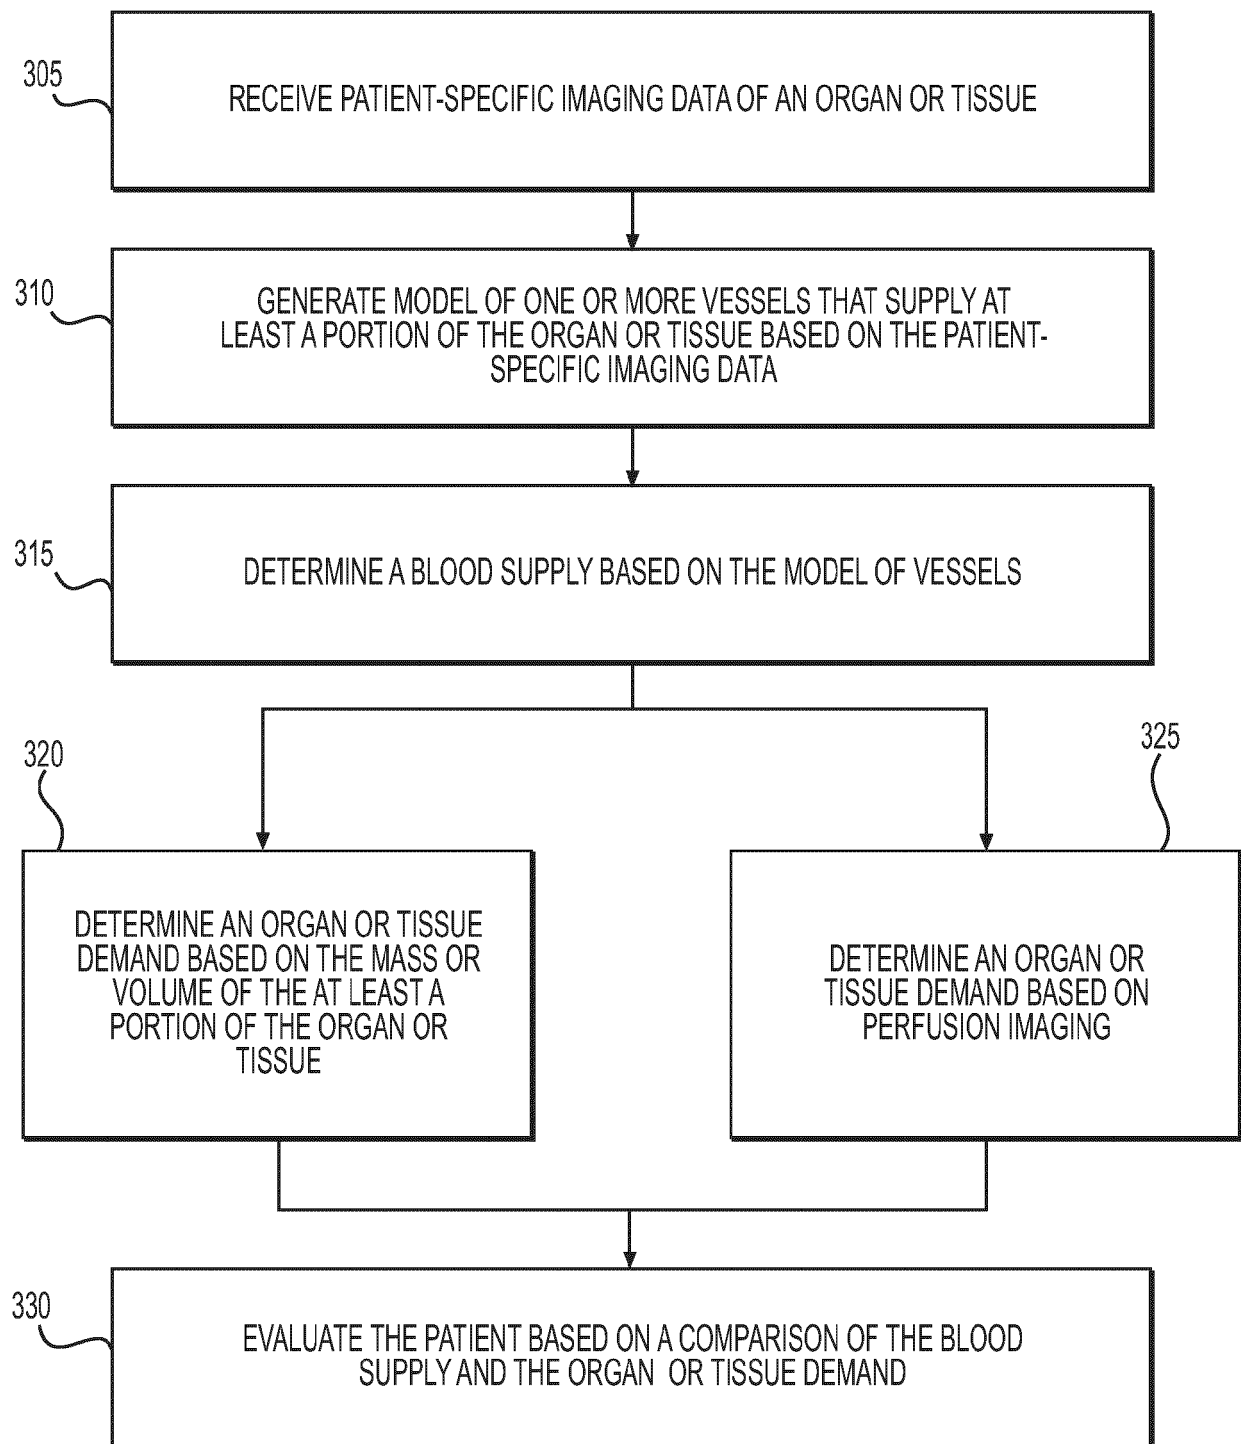 305
RECEIVE PATIENT-SPECIFIC IMAGING DATA OF AN ORGAN OR TISSUE
310
GENERATE MODEL OF ONE OR MORE VESSELS THAT SUPPLY AT
LEAST A PORTION OF THE ORGAN OR TISSUE BASED ON THE PATIENT-
SPECIFIC IMAGING DATA
315
DETERMINE A BLOOD SUPPLY BASED ON THE MODEL OF VESSELS
320
DETERMINE AN ORGAN OR TISSUE
DEMAND BASED ON THE MASS OR
VOLUME OF THE AT LEAST A
PORTION OF THE ORGAN OR
TISSUE
325
DETERMINE AN ORGAN OR
TISSUE DEMAND BASED ON
PERFUSION IMAGING
330
EVALUATE THE PATIENT BASED ON A COMPARISON OF THE BLOOD
SUPPLY AND THE ORGAN OR TISSUE DEMAND